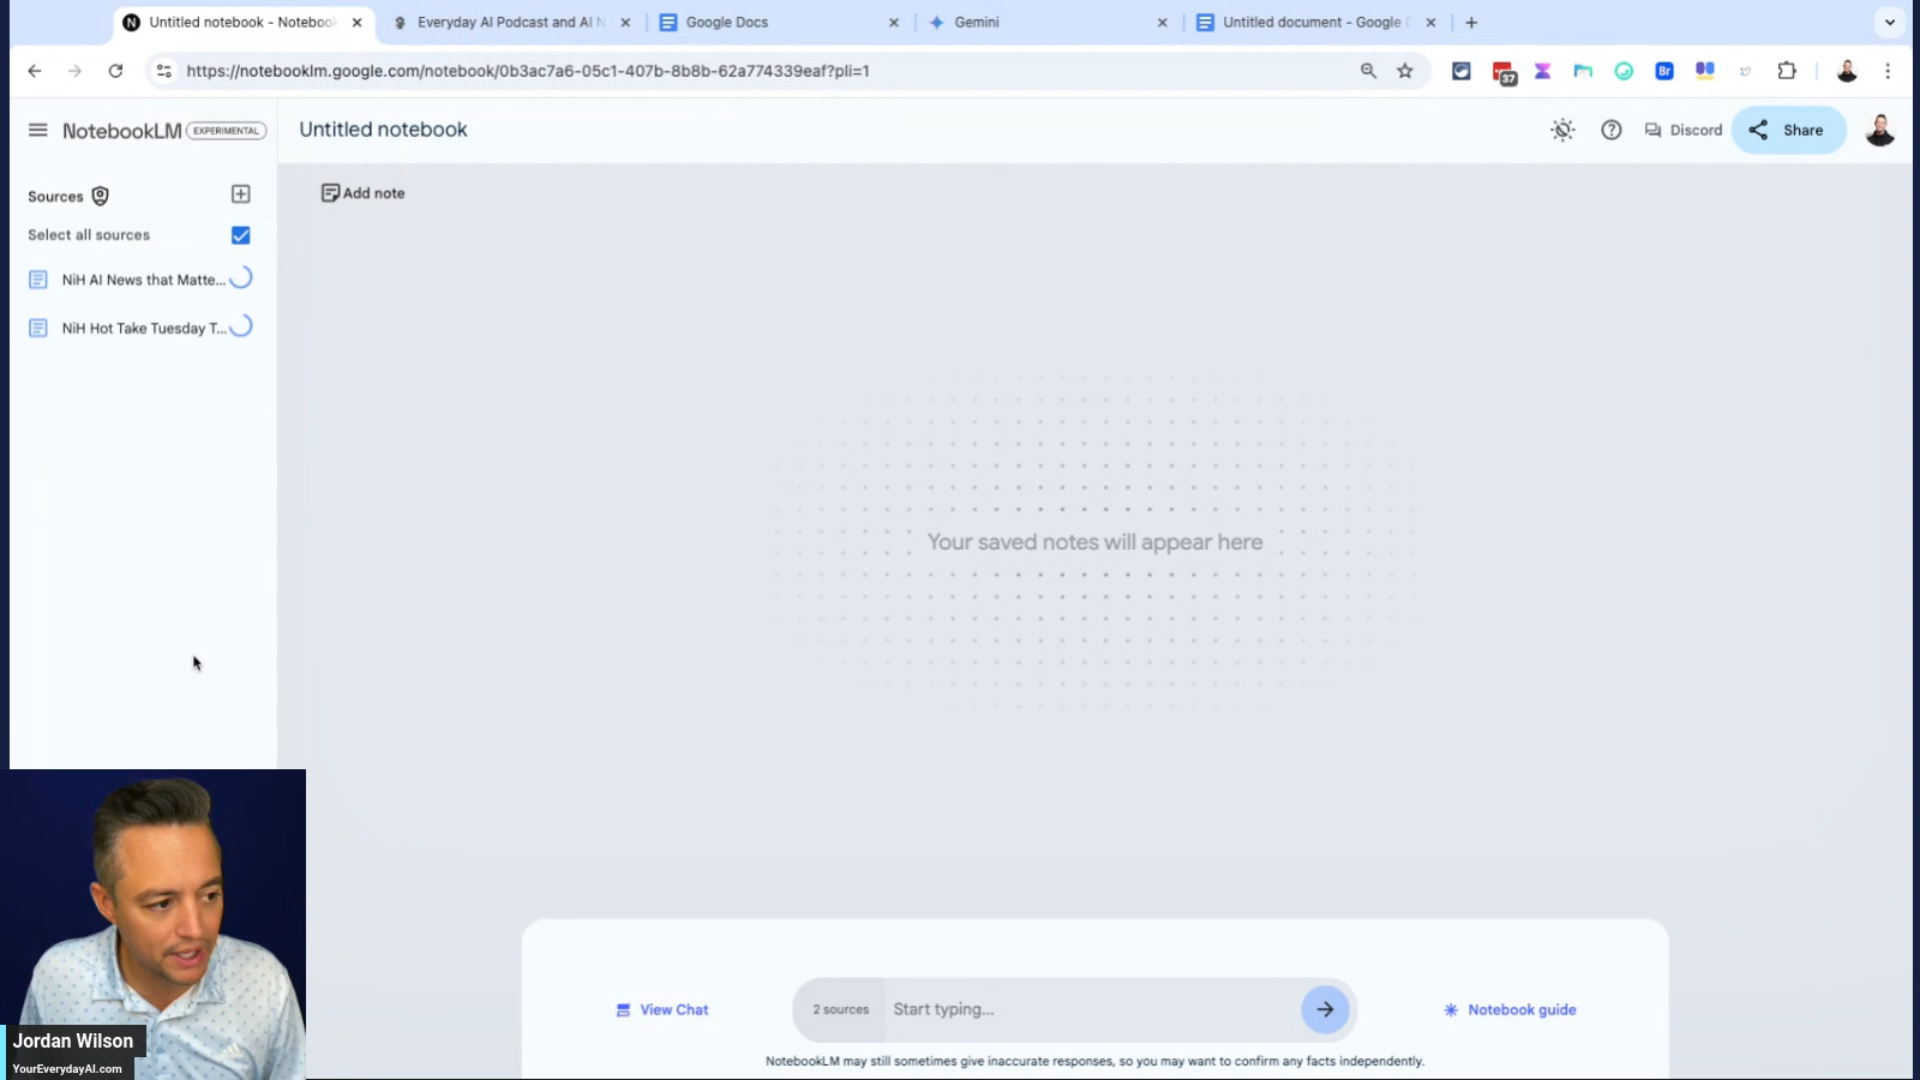 Untitled notebook - Notebook
Everyday AI Podcast and AI N
Google Docs
Gemini
Untitled document - Google D
https://notebooklm.google.com/notebook/0b3ac7a6-05c1-407b-8b8b-62a774339eaf?pli=1
37
Br
NotebookLM EXPERIMENTAL
Untitled notebook
Discord
Share
Sources
Add note
Select all sources
NiH AI News that Matte...
NiH Hot Take Tuesday T...
Your saved notes will appear here
View Chat
2 sources
Start typing...
Notebook guide
NotebookLM may still sometimes give inaccurate responses, so you may want to confirm any facts independently.
Jordan Wilson
YourEverydayAI.com